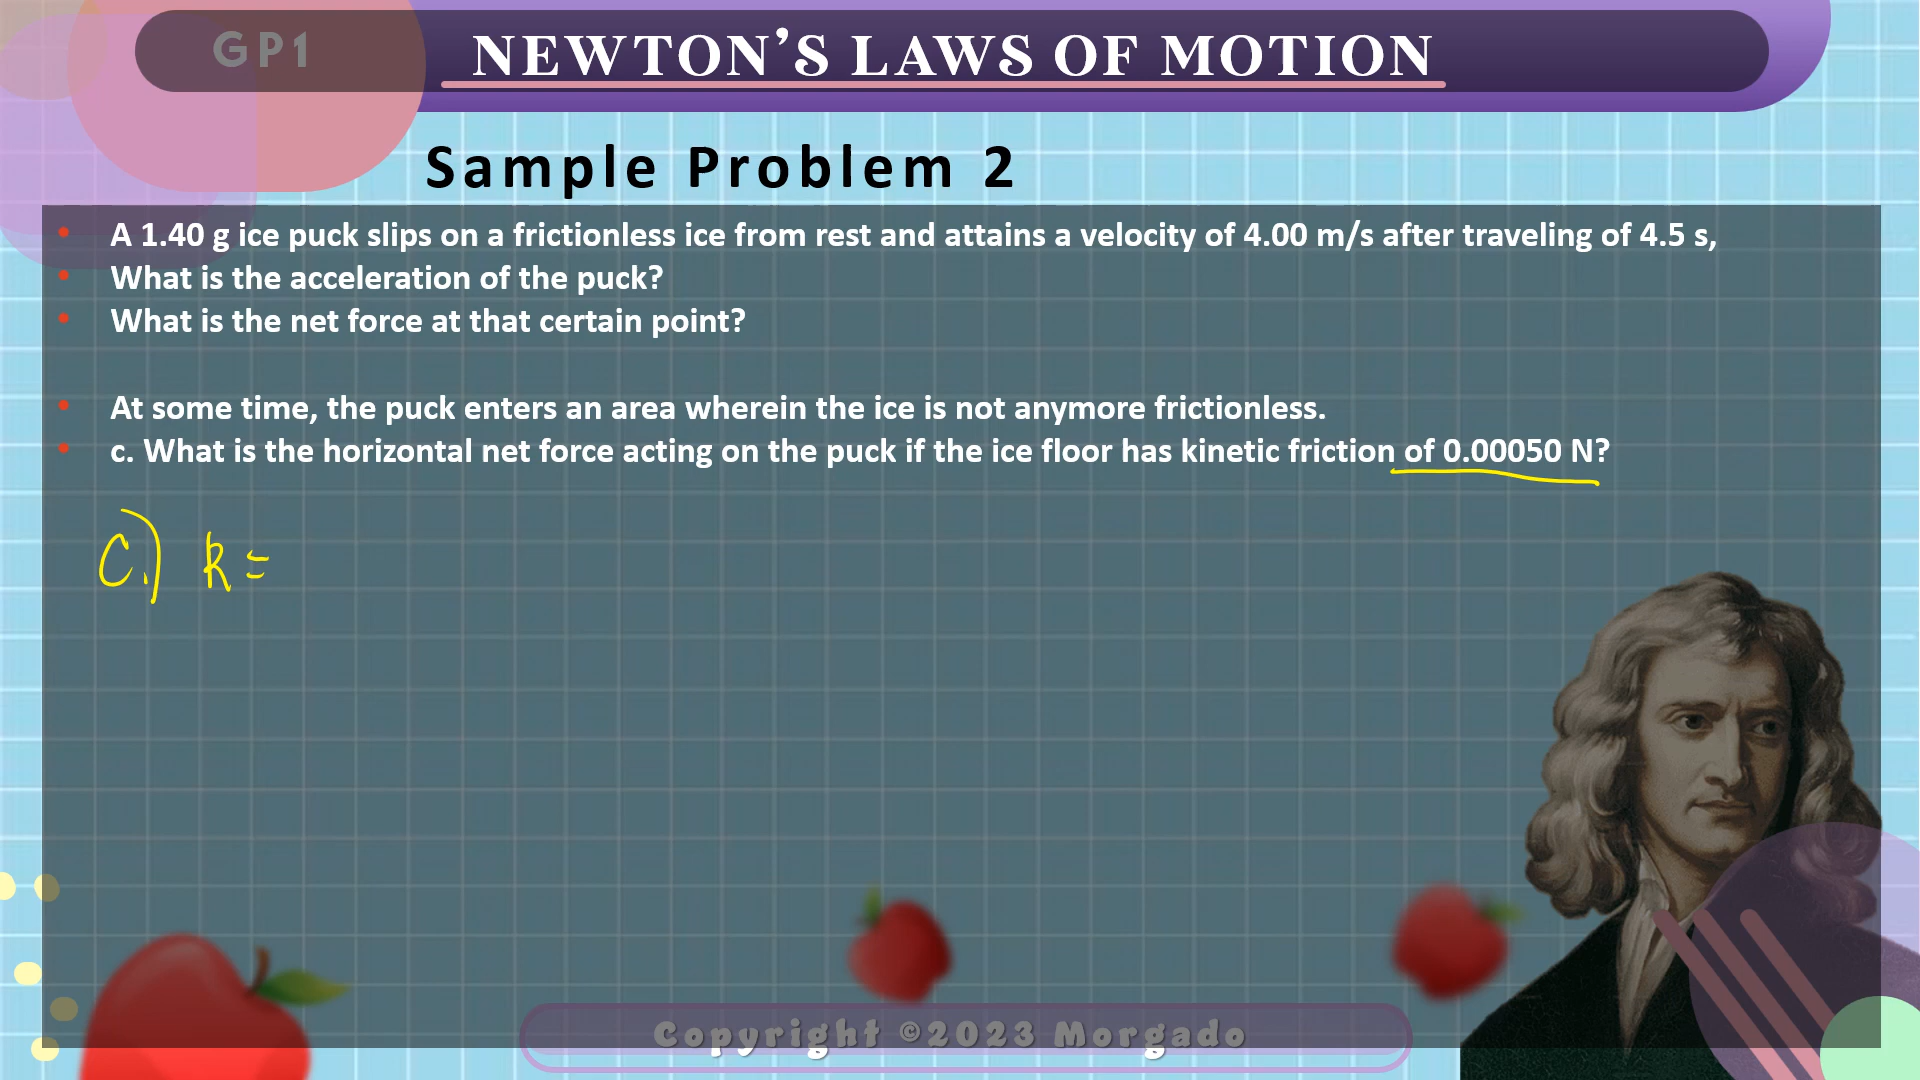 GP1
NEWTON'S LAWS OF MOTION
Sample Problem 2
• A 1.40 g ice puck slips on a frictionless ice from rest and attains a velocity of 4.00 m/s after traveling of 4.5 s,
• What is the acceleration of the puck?
• What is the net force at that certain point?
• At some time, the puck enters an area wherein the ice is not anymore frictionless.
• c. What is the horizontal net force acting on the puck if the ice floor has kinetic friction of 0.00050 N?
C.) R =
Copyright ©2023 Morgado